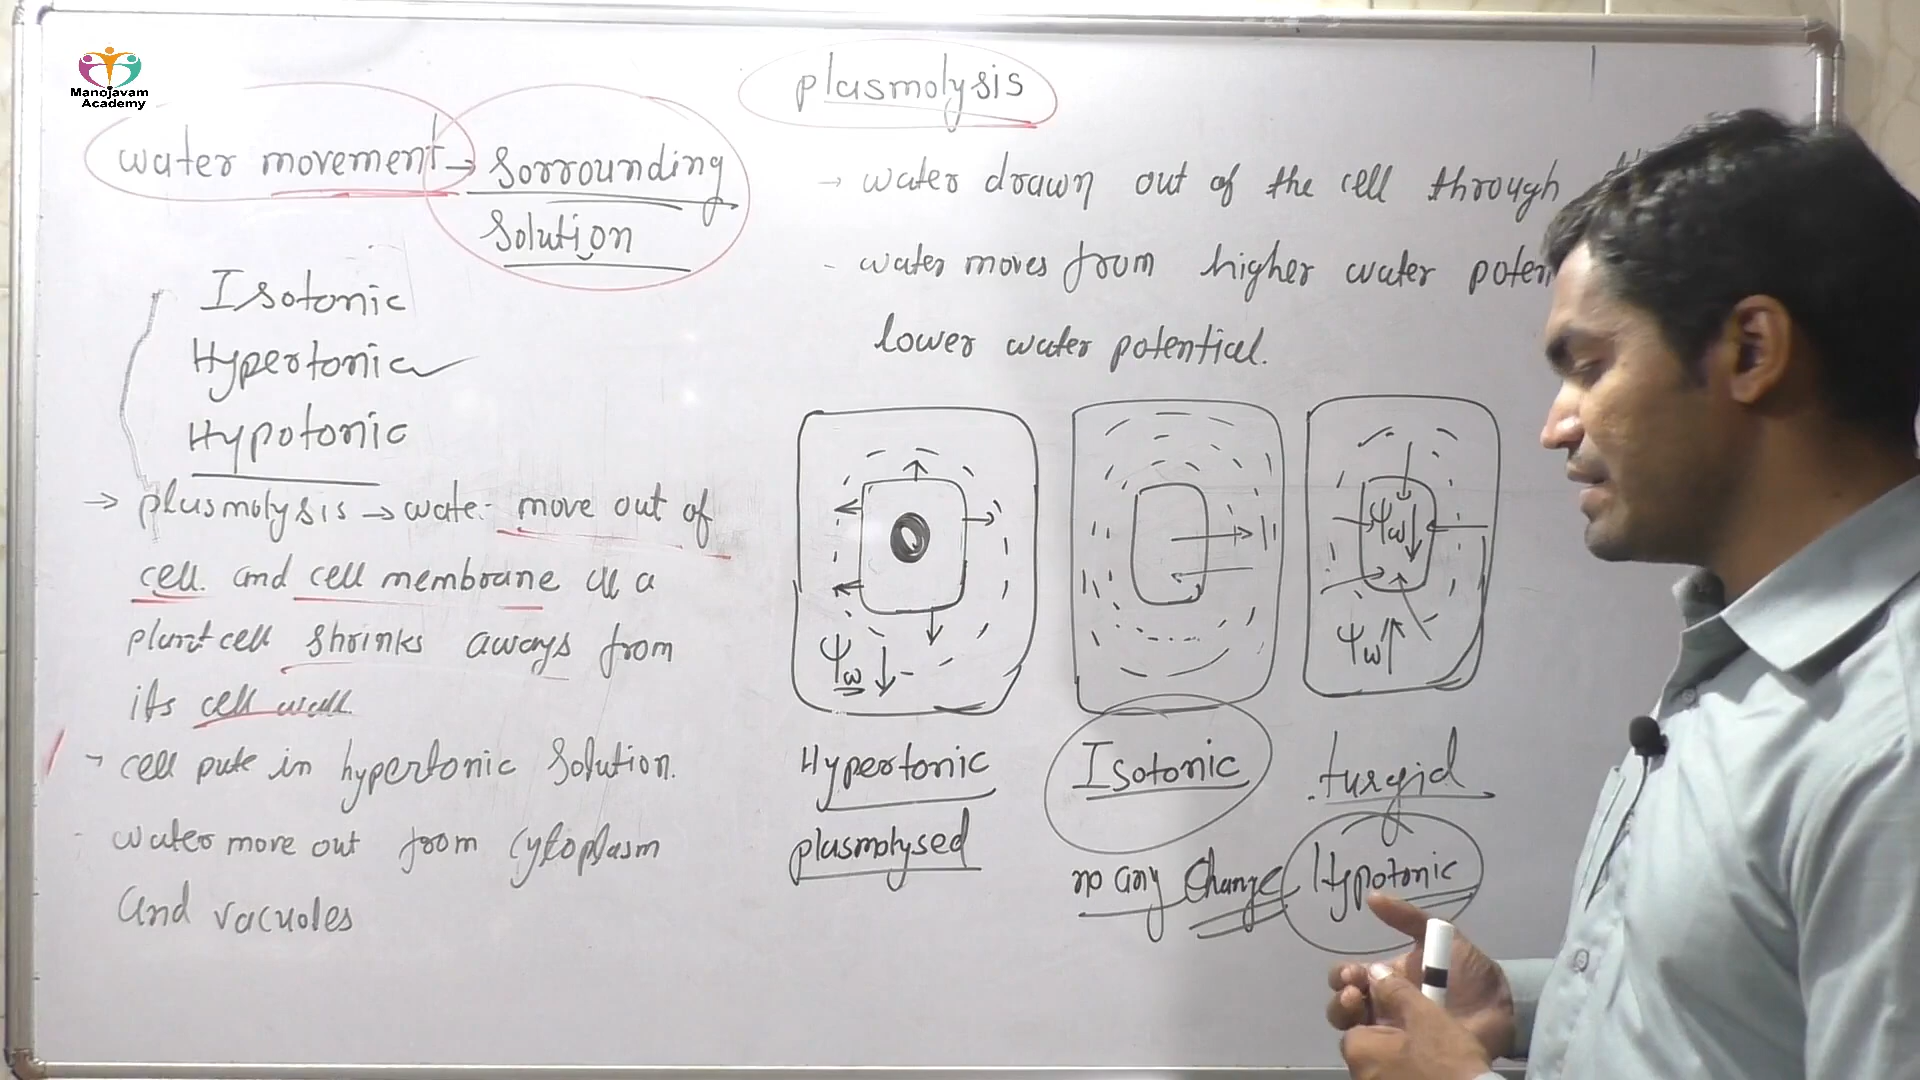 Manojavam
Academy
water movement → Sorrounding
Solution
Isotonic
Hypertonic
Hypotonic
→ plasmolysis → wate. move out of
cell. and cell membrane of a
plant cell shrinks aways from
its cell wall.
→ cell pute in hypertonic Solution.
- water move out from cytoplasm
and vacuoles
plasmolysis
→ water drawn out of the cell through
- water moves from higher water poten
lower water potential.
Ψw ↓
Ψw ↓
Ψw ↑
Hypertonic
plasmolysed
Isotonic
no any change
turgid
Hypotonic